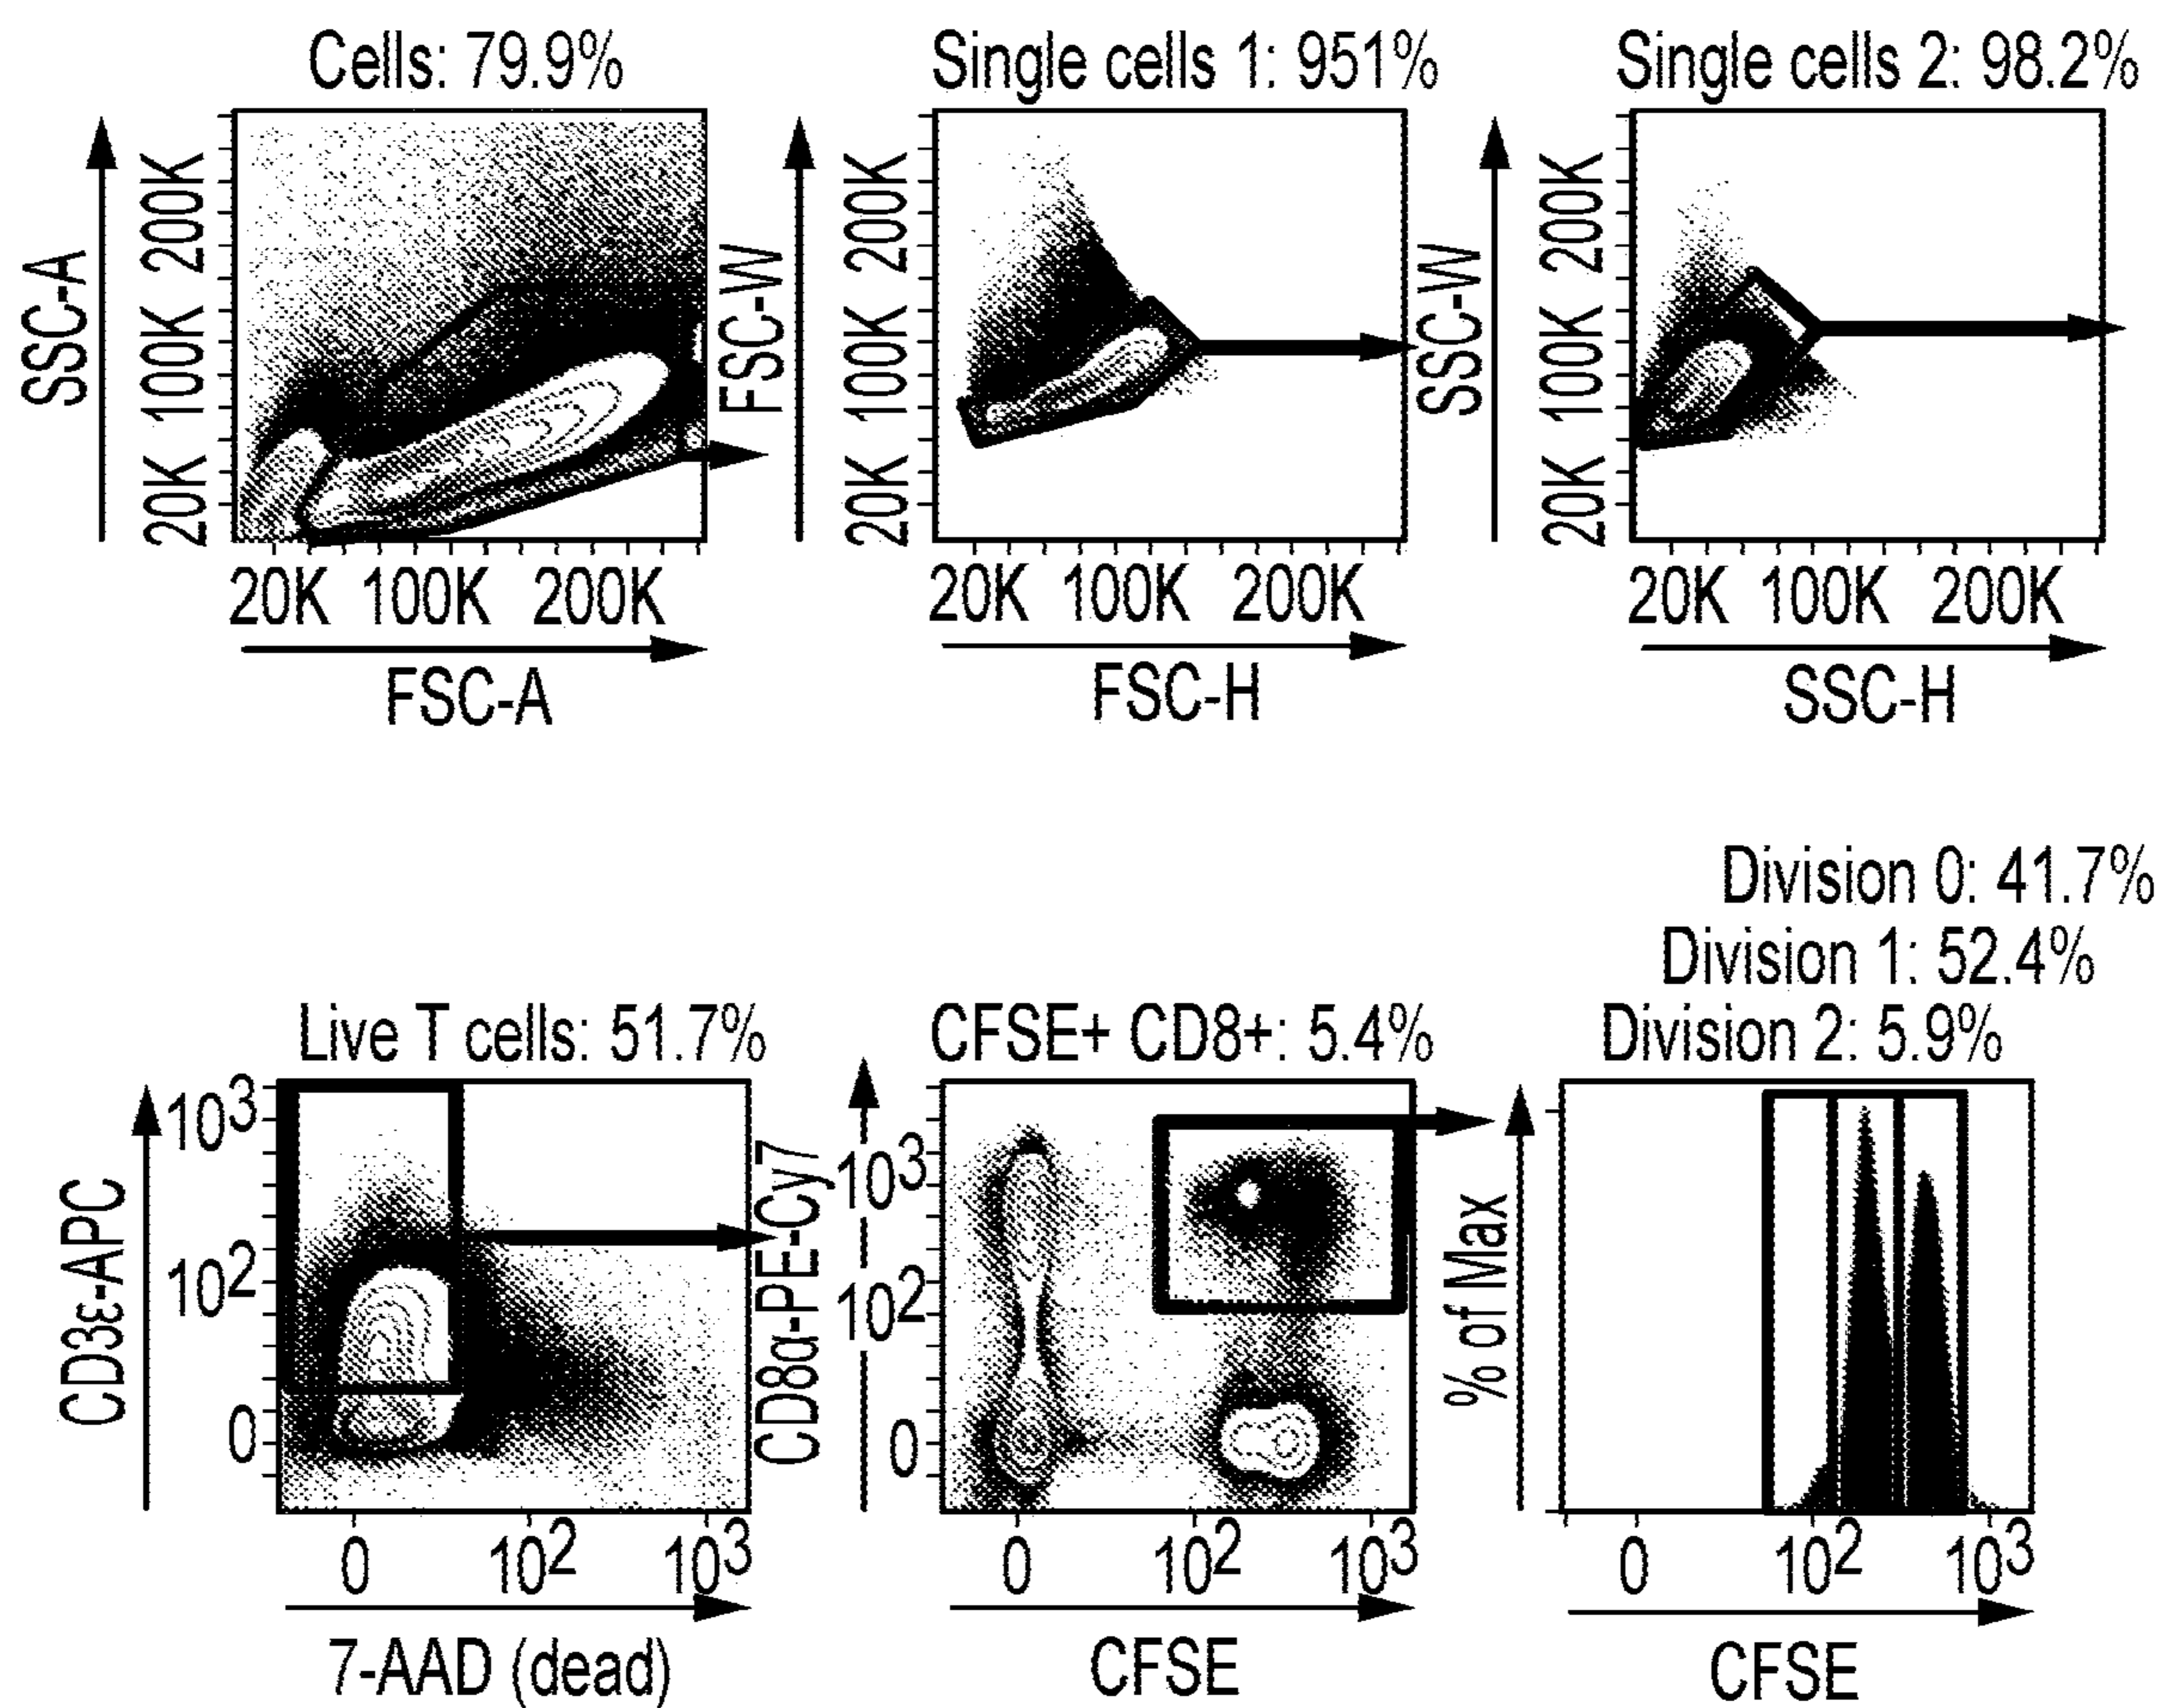 Cells: 79.9%
SSC-A
200K
100K
20K
20K 100K 200K
FSC-A
Single cells 1: 951%
FSC-W
200K
100K
20K
20K 100K 200K
FSC-H
Single cells 2: 98.2%
SSC-W
200K
100K
20K
20K 100K 200K
SSC-H
Live T cells: 51.7%
CD3ε-APC
10³
10²
0
0 10² 10³
7-AAD (dead)
CFSE+ CD8+: 5.4%
CD8α-PE-Cy7
10³
10²
0
0 10² 10³
CFSE
Division 0: 41.7%
Division 1: 52.4%
Division 2: 5.9%
% of Max
0 10² 10³
CFSE